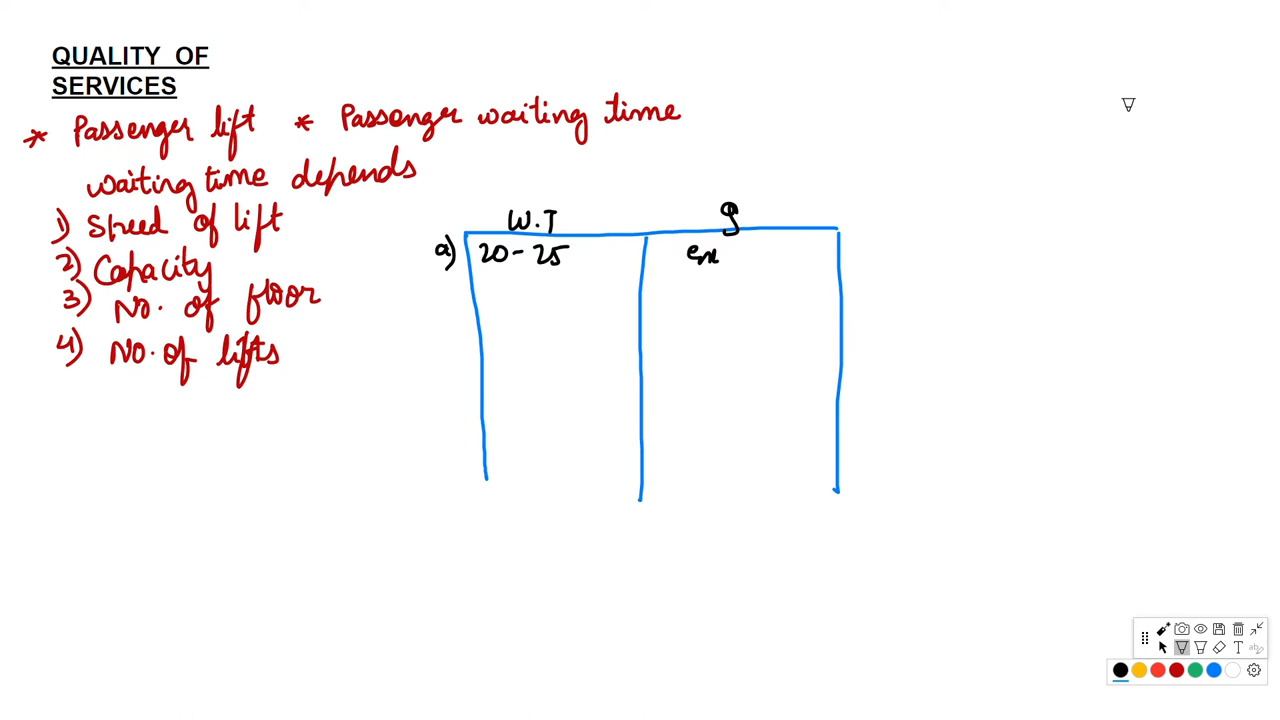 QUALITY OF
SERVICES
* Passenger lift * Passenger waiting time
waiting time depends
1) Speed of lift
2) Capacity
3) No. of floor
4) No. of lifts
W.T
a) 20-25 ex